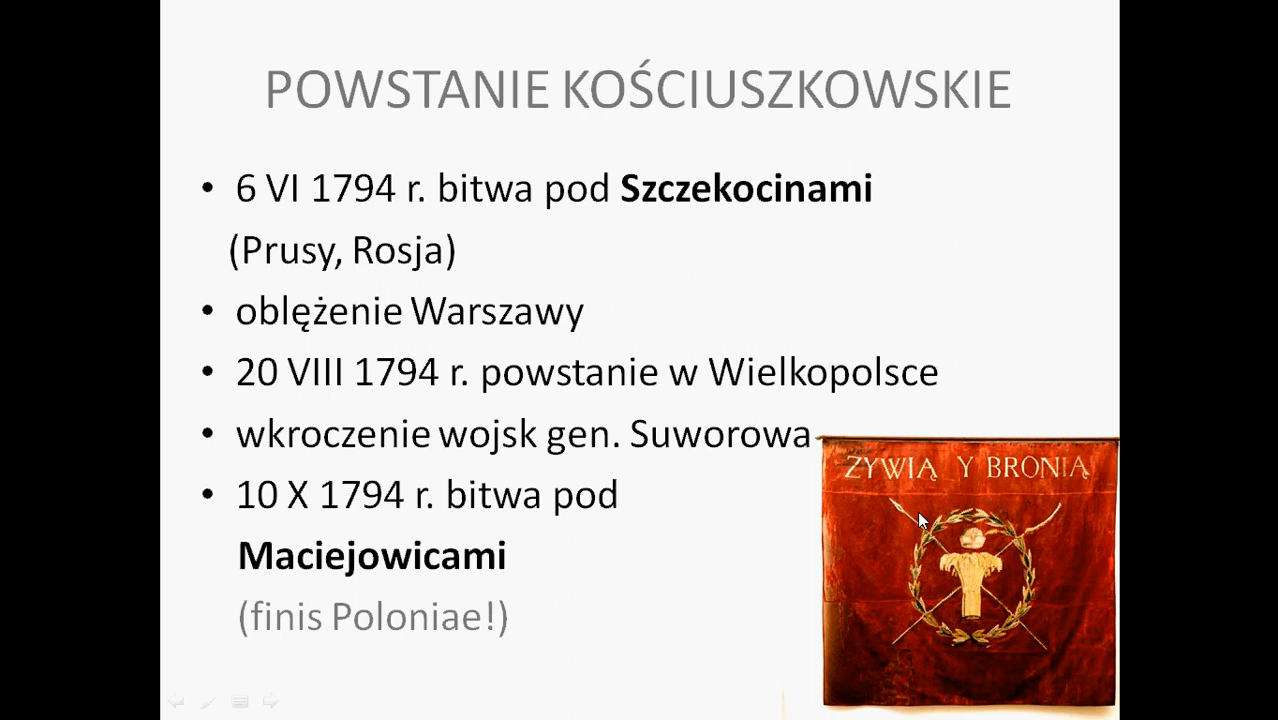 POWSTANIE KOŚCIUSZKOWSKIE
• 6 VI 1794 r. bitwa pod Szczekocinami
(Prusy, Rosja)
• oblężenie Warszawy
• 20 VIII 1794 r. powstanie w Wielkopolsce
• wkroczenie wojsk gen. Suworowa
• 10 X 1794 r. bitwa pod
Maciejowicami
(finis Poloniae!)
ZYWIĄ Y BRONIĄ